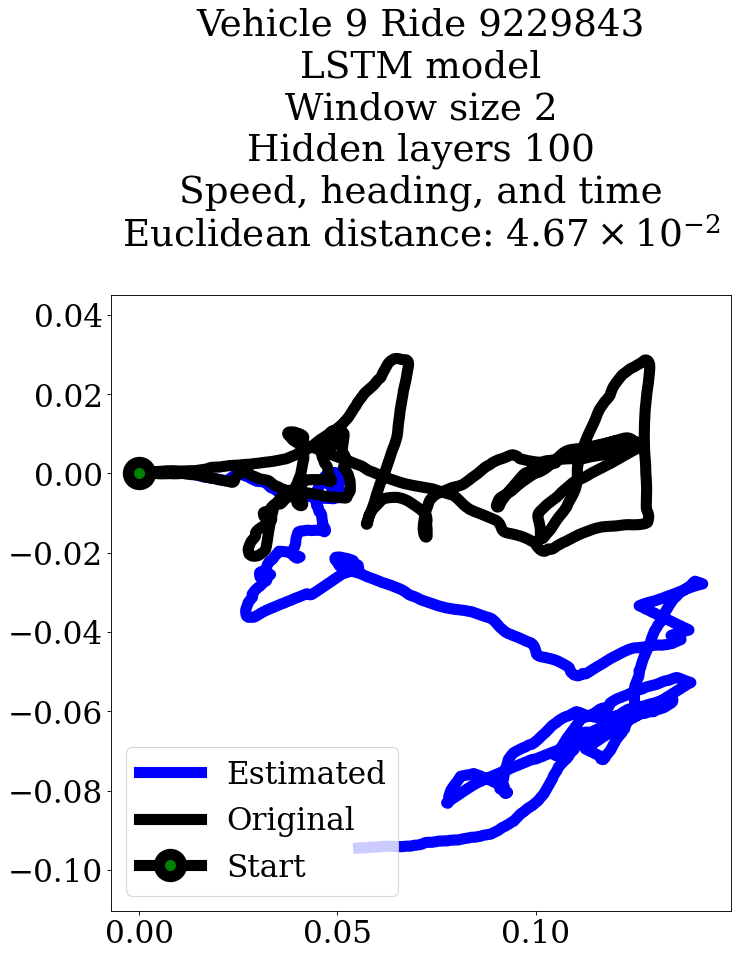 Vehicle 9 Ride 9229843
LSTM model
Window size 2
Hidden layers 100
Speed, heading, and time
Euclidean distance: 4.67 × 10⁻²
0.04
0.02
0.00
−0.02
−0.04
−0.06
−0.08
−0.10
Estimated
Original
Start
0.00 0.05 0.10